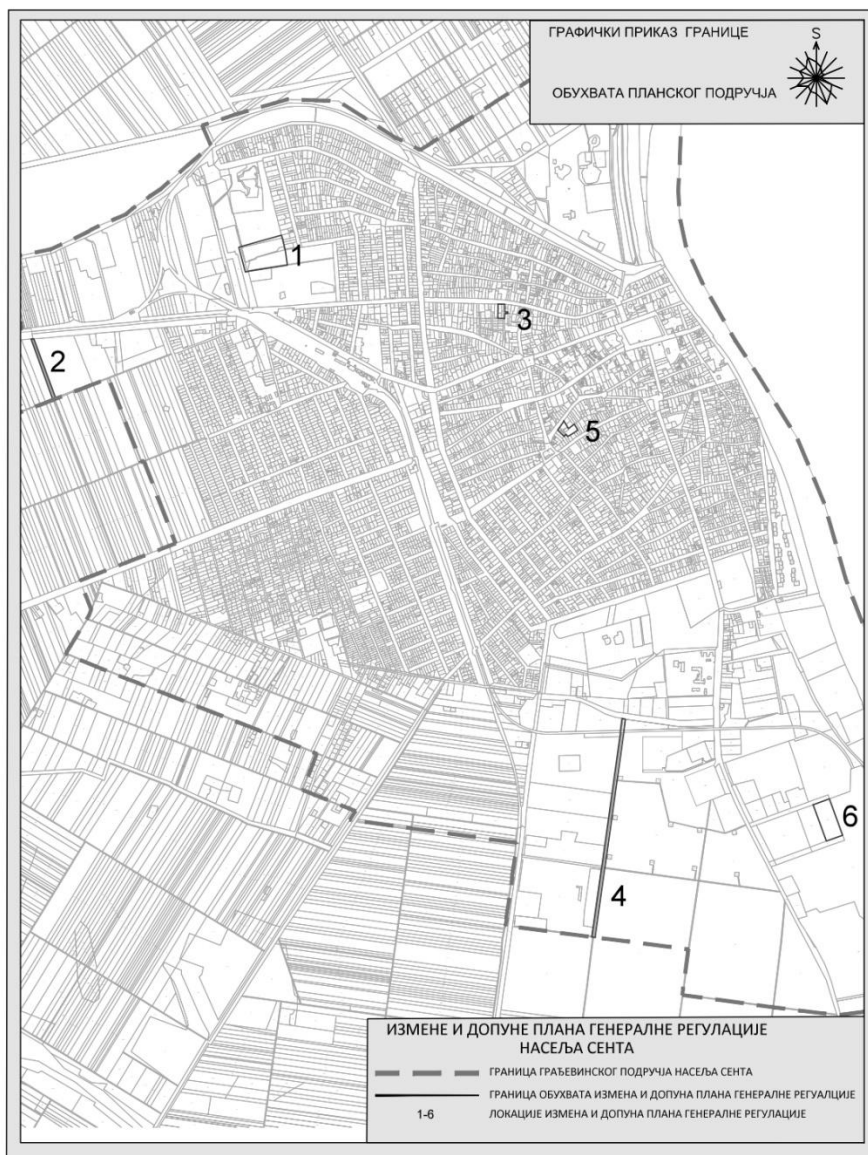 ГРАФИЧКИ ПРИКАЗ ГРАНИЦЕ
S
ОБУХВАТА ПЛАНСКОГ ПОДРУЧЈА
1
2
3
5
6
4
ИЗМЕНЕ И ДОПУНЕ ПЛАНА ГЕНЕРАЛНЕ РЕГУЛАЦИЈЕ
НАСЕЉА СЕНТА
ГРАНИЦА ГРАЂЕВИНСКОГ ПОДРУЧЈА НАСЕЉА СЕНТА
ГРАНИЦА ОБУХВАТА ИЗМЕНА И ДОПУНА ПЛАНА ГЕНЕРАЛНЕ РЕГУАЛЦИЈЕ
1-6 ЛОКАЦИЈЕ ИЗМЕНА И ДОПУНА ПЛАНА ГЕНЕРАЛНЕ РЕГУЛАЦИЈЕ